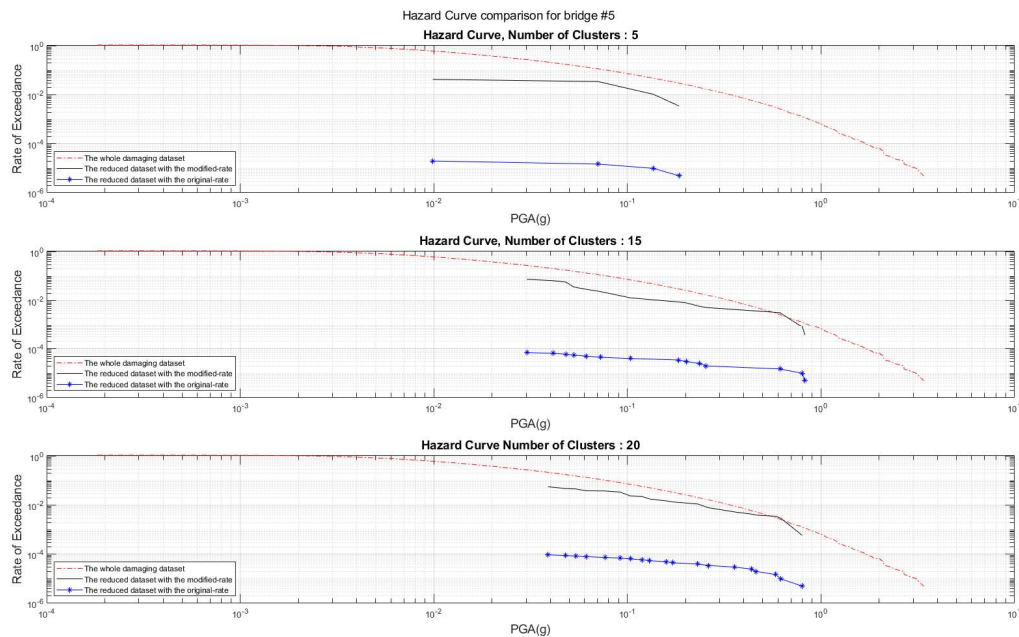 Hazard Curve comparison for bridge #5
Hazard Curve, Number of Clusters : 5
Rate of Exceedance
10^0
10^-2
10^-4
10^-6
The whole damaging dataset
The reduced dataset with the modified-rate
The reduced dataset with the original-rate
10^-4 10^-3 10^-2 10^-1 10^0 10^1
PGA(g)
Hazard Curve, Number of Clusters : 15
Rate of Exceedance
10^0
10^-2
10^-4
10^-6
The whole damaging dataset
The reduced dataset with the modified-rate
The reduced dataset with the original-rate
10^-4 10^-3 10^-2 10^-1 10^0 10^1
PGA(g)
Hazard Curve Number of Clusters : 20
Rate of Exceedance
10^0
10^-2
10^-4
10^-6
The whole damaging dataset
The reduced dataset with the modified-rate
The reduced dataset with the original-rate
10^-4 10^-3 10^-2 10^-1 10^0 10^1
PGA(g)